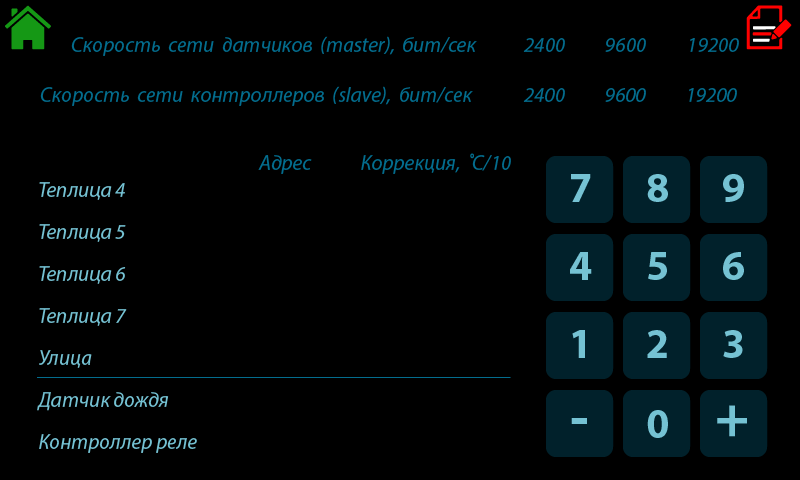 Скорость сети датчиков (master), бит/сек 2400 9600 19200
Скорость сети контроллеров (slave), бит/сек 2400 9600 19200
Адрес Коррекция, ˚С/10
Теплица 4
Теплица 5
Теплица 6
Теплица 7
Улица
Датчик дождя
Контроллер реле
7 8 9
4 5 6
1 2 3
- 0 +